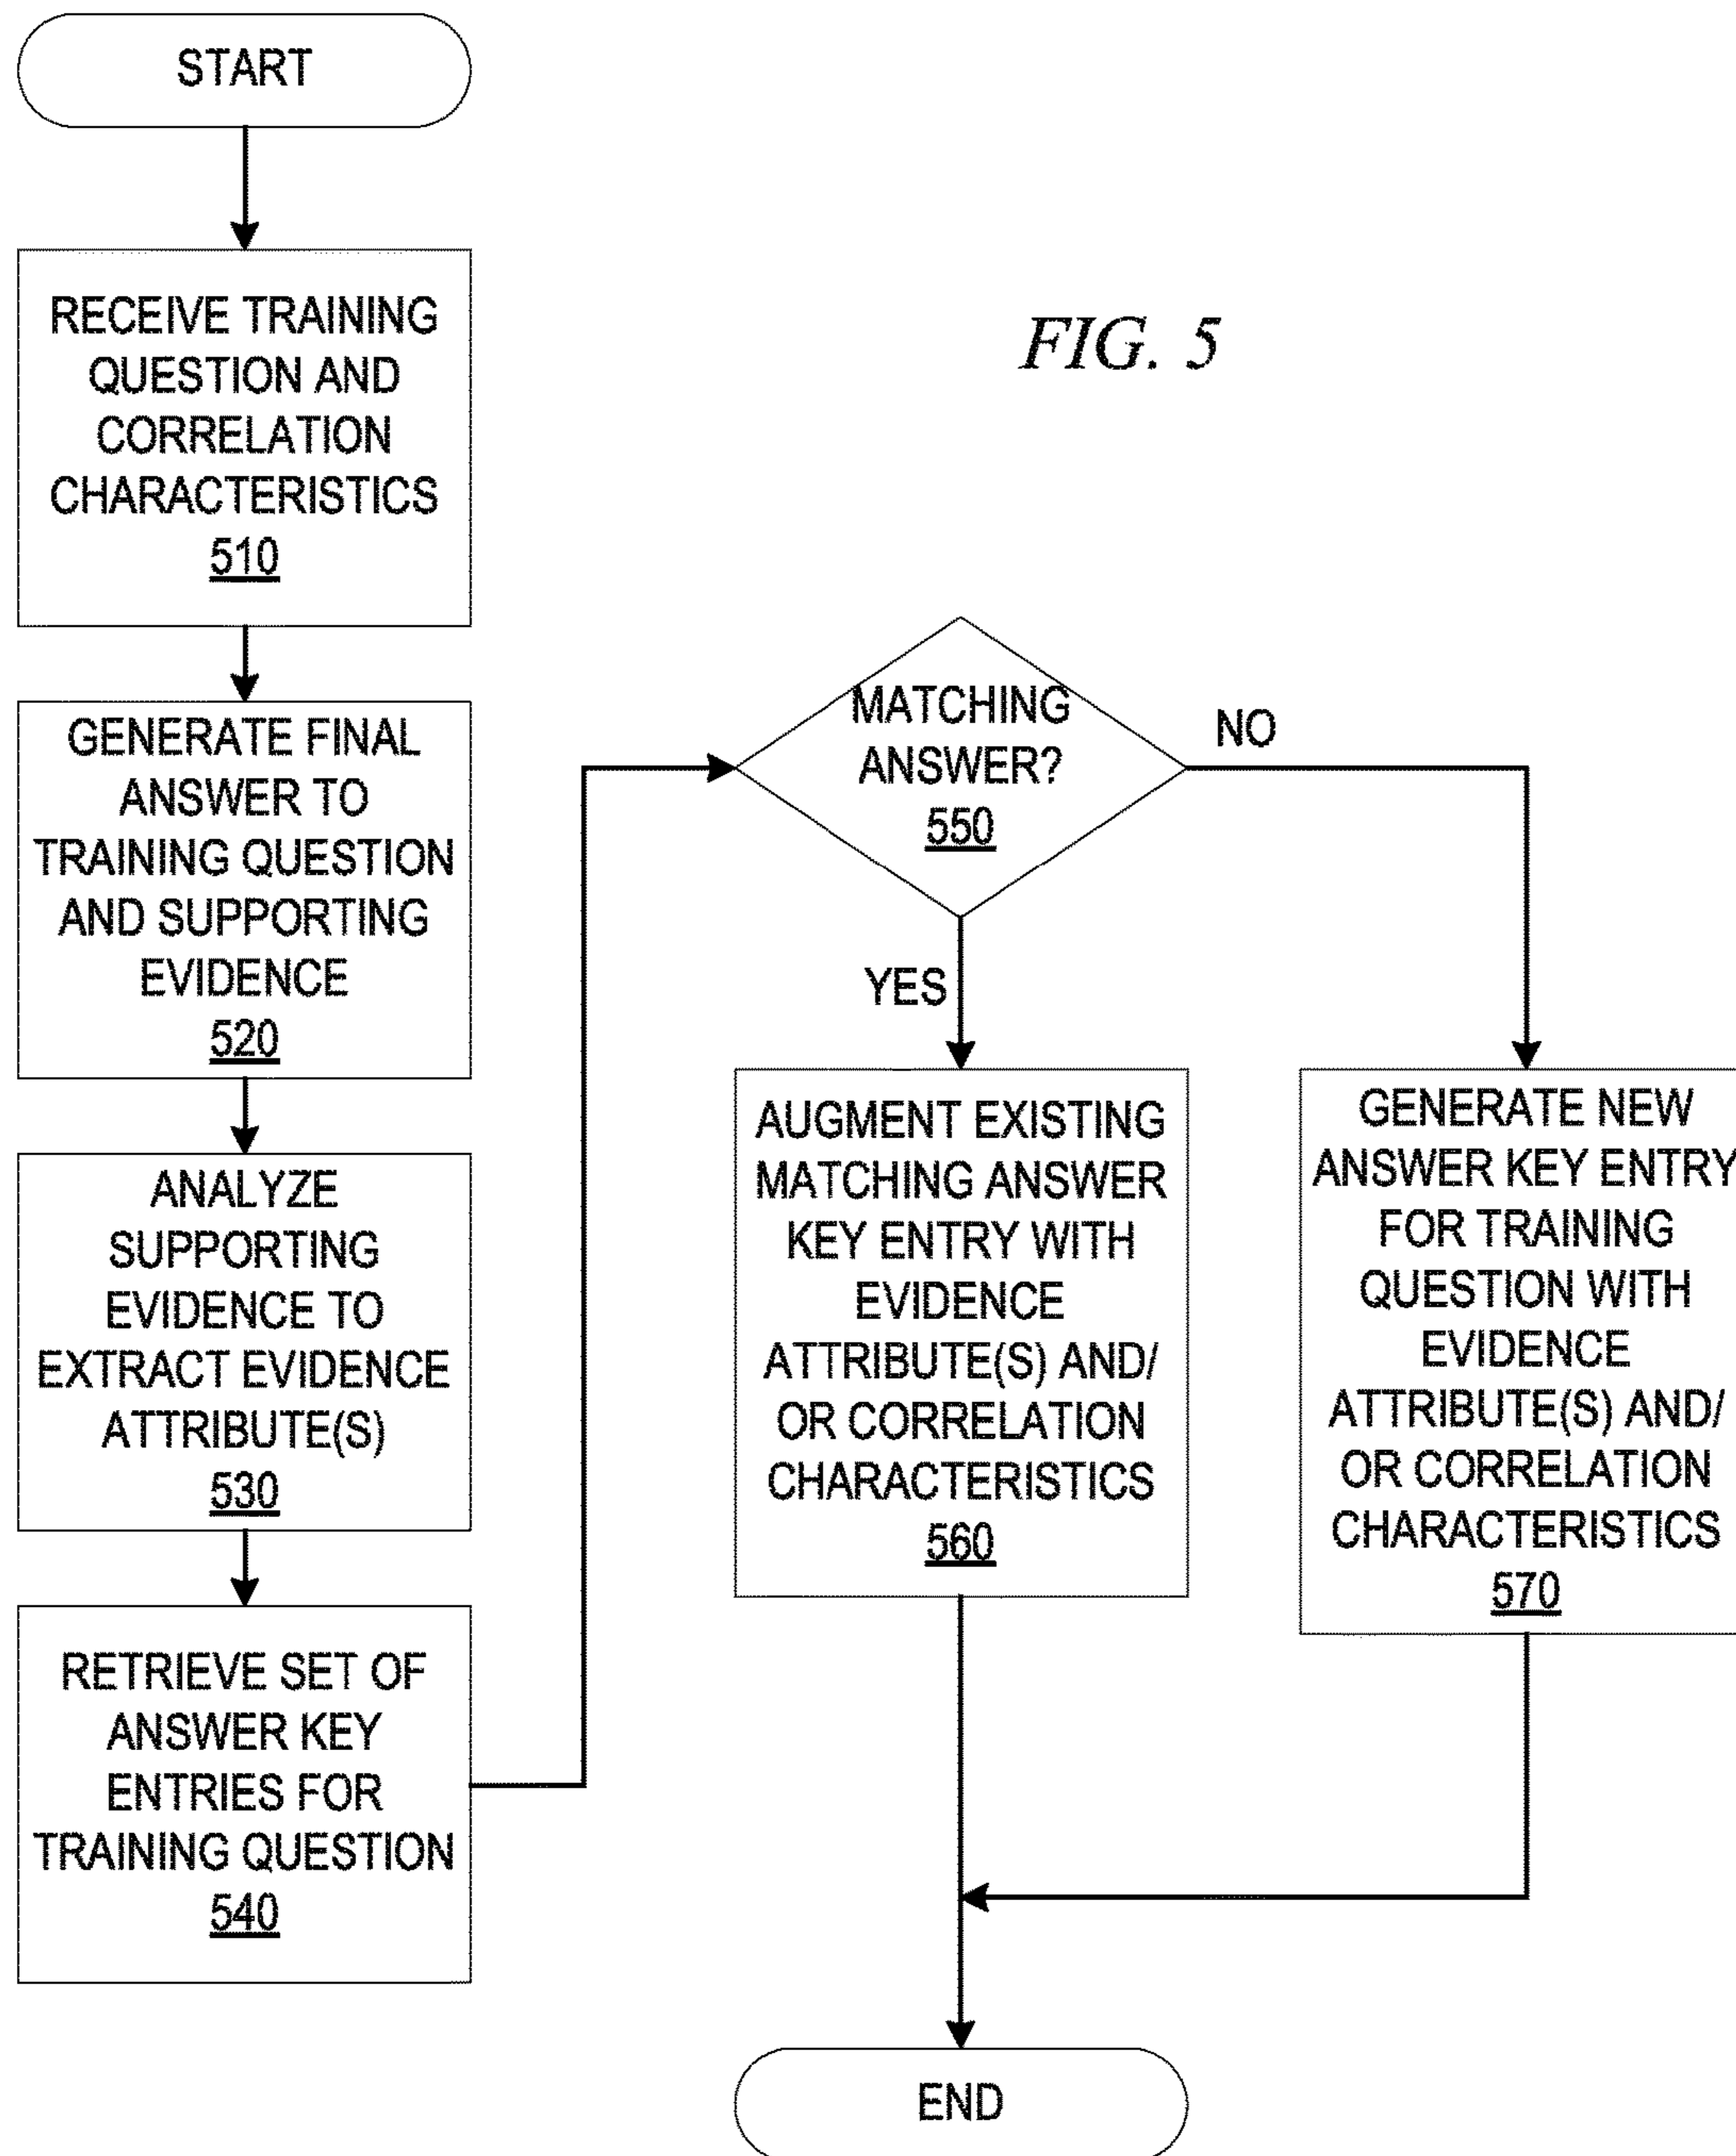 START
RECEIVE TRAINING
QUESTION AND
CORRELATION
CHARACTERISTICS
510
GENERATE FINAL
ANSWER TO
TRAINING QUESTION
AND SUPPORTING
EVIDENCE
520
ANALYZE
SUPPORTING
EVIDENCE TO
EXTRACT EVIDENCE
ATTRIBUTE(S)
530
RETRIEVE SET OF
ANSWER KEY
ENTRIES FOR
TRAINING QUESTION
540
FIG. 5
MATCHING
ANSWER?
550
NO
YES
AUGMENT EXISTING
MATCHING ANSWER
KEY ENTRY WITH
EVIDENCE
ATTRIBUTE(S) AND/
OR CORRELATION
CHARACTERISTICS
560
GENERATE NEW
ANSWER KEY ENTRY
FOR TRAINING
QUESTION WITH
EVIDENCE
ATTRIBUTE(S) AND/
OR CORRELATION
CHARACTERISTICS
570
END